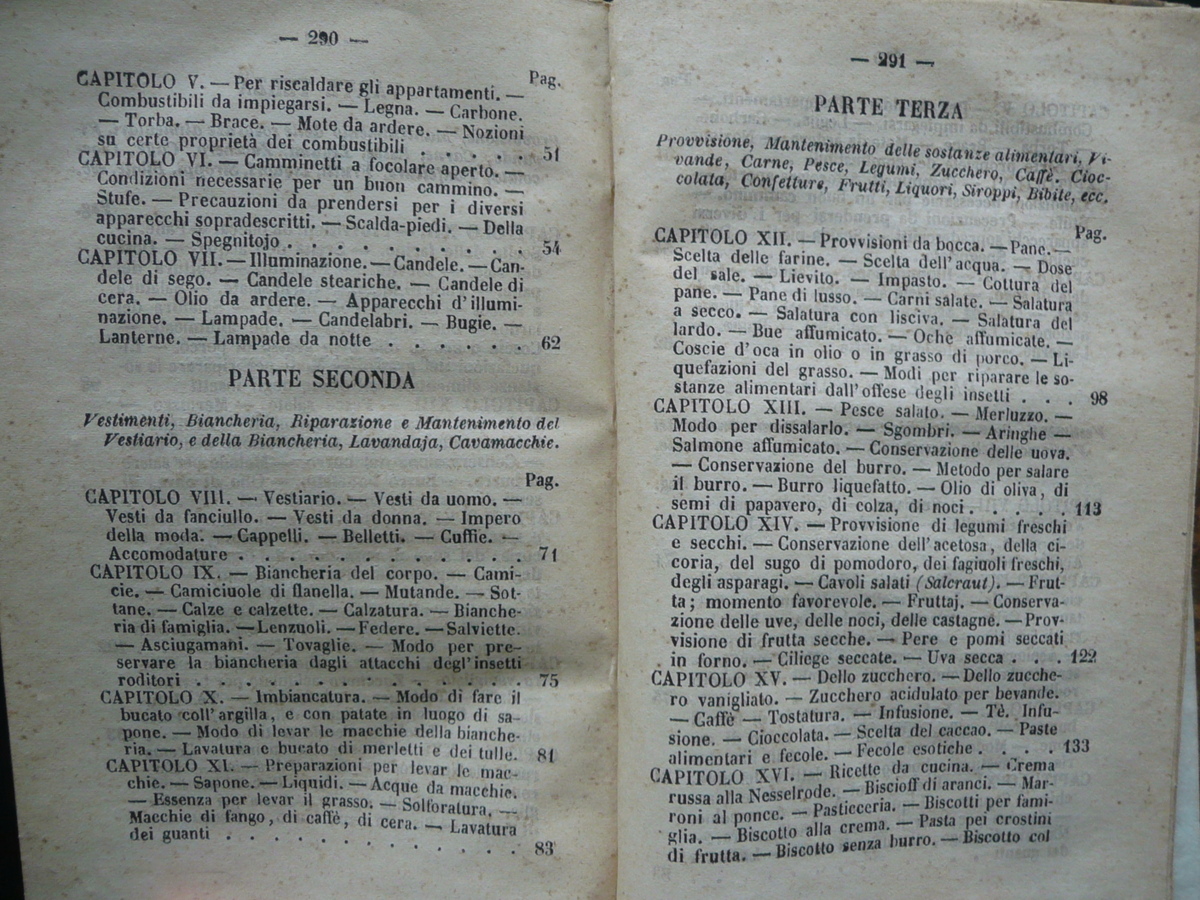 — 290 —
Pag.
CAPITOLO V. — Per riscaldare gli appartamenti. —
Combustibili da impiegarsi. — Legna. — Carbone.
— Torba. — Brace. — Mote da ardere. — Nozioni
su certe proprietà dei combustibili . . . . . . 51
CAPITOLO VI. — Camminetti a focolare aperto. —
Condizioni necessarie per un buon cammino. —
Stufe. — Precauzioni da prendersi per i diversi
apparecchi sopradescritti. — Scalda-piedi. — Della
cucina. — Spegnitojo . . . . . . . . . . 54
CAPITOLO VII. — Illuminazione. — Candele. — Can-
dele di sego. — Candele steariche. — Candele di
cera. — Olio da ardere. — Apparecchi d'illumi-
nazione. — Lampade. — Candelabri. — Bugie. —
Lanterne. — Lampade da notte . . . . . . 62
PARTE SECONDA
Vestimenti, Biancheria, Riparazione e Mantenimento del
Vestiario, e della Biancheria, Lavandaja, Cavamacchie.
Pag.
CAPITOLO VIII. — Vestiario. — Vesti da uomo. —
Vesti da fanciullo. — Vesti da donna. — Impero
della moda. — Cappelli. — Belletti. — Cuffie. —
Accomodature . . . . . . . . . . . . 71
CAPITOLO IX. — Biancheria del corpo. — Cami-
cie. — Camiciuole di flanella. — Mutande. — Sot-
tane. — Calze e calzette. — Calzatura. — Bianche-
ria di famiglia. — Lenzuoli. — Federe. — Salviette.
— Asciugamani. — Tovaglie. — Modo per pre-
servare la biancheria dagli attacchi degl'insetti
roditori . . . . . . . . . . . . . . 75
CAPITOLO X. — Imbiancatura. — Modo di fare il
bucato coll'argilla, e con patate in luogo di sa-
pone. — Modo di levar le macchie della bianche-
ria. — Lavatura e bucato di merletti e dei tulle. 81
CAPITOLO XI. — Preparazioni per levar le mac-
chie. — Sapone. — Liquidi. — Acque da macchie.
— Essenza per levar il grasso. — Solforatura. —
Macchie di fango, di caffè, di cera. — Lavatura
dei guanti . . . . . . . . . . . . . 83
— 291 —
PARTE TERZA
Provvisione, Mantenimento delle sostanze alimentari, Vi-
vande, Carne, Pesce, Legumi, Zucchero, Caffè. Cioc-
colata, Confetture, Frutti, Liquori, Siroppi, Bibite, ecc.
Pag.
CAPITOLO XII. — Provvisioni da bocca. — Pane. —
Scelta delle farine. — Scelta dell'acqua. — Dose
del sale. — Lievito. — Impasto. — Cottura del
pane. — Pane di lusso. — Carni salate. — Salatura
a secco. — Salatura con lisciva. — Salatura del
lardo. — Bue affumicato. — Oche affumicate. —
Coscie d'oca in olio o in grasso di porco. — Li-
quefazioni del grasso. — Modi per riparare le so-
stanze alimentari dall'offese degli insetti . . . 98
CAPITOLO XIII. — Pesce salato. — Merluzzo. —
Modo per dissalarlo. — Sgombri. — Aringhe —
Salmone affumicato. — Conservazione delle uova.
— Conservazione del burro. — Metodo per salare
il burro. — Burro liquefatto. — Olio di oliva, di
semi di papavero, di colza, di noci . . . . . 113
CAPITOLO XIV. — Provvisione di legumi freschi
e secchi. — Conservazione dell'acetosa, della ci-
coria, del sugo di pomodoro, dei fagiuoli freschi,
degli asparagi. — Cavoli salati (Salcraut). — Frut-
ta; momento favorevole. — Fruttaj. — Conserva-
zione delle uve, delle noci, delle castagne. — Prov-
visione di frutta secche. — Pere e pomi seccati
in forno. — Ciliege seccate. — Uva secca . . . 122
CAPITOLO XV. — Dello zucchero. — Dello zucche-
ro vanigliato. — Zucchero acidulato per bevande.
— Caffè — Tostatura. — Infusione. — Tè. Infu-
sione. — Cioccolata. — Scelta del caccao. — Paste
alimentari e fecole. — Fecole esotiche . . . . 133
CAPITOLO XVI. — Ricette da cucina. — Crema
russa alla Nesselrode. — Biscioff di aranci. — Mar-
roni al ponce. — Pasticceria. — Biscotti per fami-
glia. — Biscotto alla crema. — Pasta pei crostini
di frutta. — Biscotto senza burro. — Biscotto col